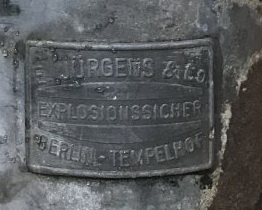 JÜRGENS & Co
EXPLOSIONSSICHER
BERLIN-TEMPELHOF